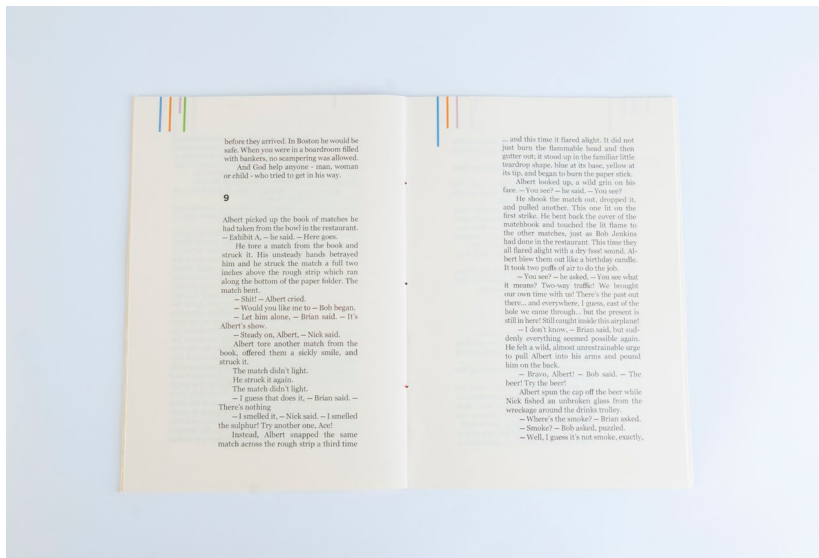 before they arrived. In Boston he would be
safe. When you were in a boardroom filled
with bankers, no scampering was allowed.
And God help anyone - man, woman
or child - who tried to get in his way.
9
Albert picked up the book of matches he
had taken from the bowl in the restaurant.
— Exhibit A, — he said. — Here goes.
He tore a match from the book and
struck it. His unsteady hands betrayed
him and he struck the match a full two
inches above the rough strip which ran
along the bottom of the paper folder. The
match bent.
— Shit! — Albert cried.
— Would you like me to — Bob began.
— Let him alone, — Brian said. — It's
Albert's show.
— Steady on, Albert, — Nick said.
Albert tore another match from the
book, offered them a sickly smile, and
struck it.
The match didn't light.
He struck it again.
The match didn't light.
— I guess that does it, — Brian said. —
There's nothing
— I smelled it, — Nick said. — I smelled
the sulphur! Try another one, Ace!
Instead, Albert snapped the same
match across the rough strip a third time
... and this time it flared alight. It did not
just burn the flammable head and then
gutter out; it stood up in the familiar little
teardrop shape, blue at its base, yellow at
its tip, and began to burn the paper stick.
Albert looked up, a wild grin on his
face. — You see? — he said. — You see?
He shook the match out, dropped it,
and pulled another. This one lit on the
first strike. He bent back the cover of the
matchbook and touched the lit flame to
the other matches, just as Bob Jenkins
had done in the restaurant. This time they
all flared alight with a dry foss! sound. Al-
bert blew them out like a birthday candle.
It took two puffs of air to do the job.
— You see? — he asked. — You see what
it means? Two-way traffic! We brought
our own time with us! There's the past out
there... and everywhere, I guess, east of the
hole we came through... but the present is
still in here! Still caught inside this airplane!
— I don't know, — Brian said, but sud-
denly everything seemed possible again.
He felt a wild, almost unrestrainable urge
to pull Albert into his arms and pound
him on the back.
— Bravo, Albert! — Bob said. — The
beer! Try the beer!
Albert spun the cap off the beer while
Nick fished an unbroken glass from the
wreckage around the drinks trolley.
— Where's the smoke? — Brian asked.
— Smoke? — Bob asked, puzzled.
— Well, I guess it's not smoke, exactly,